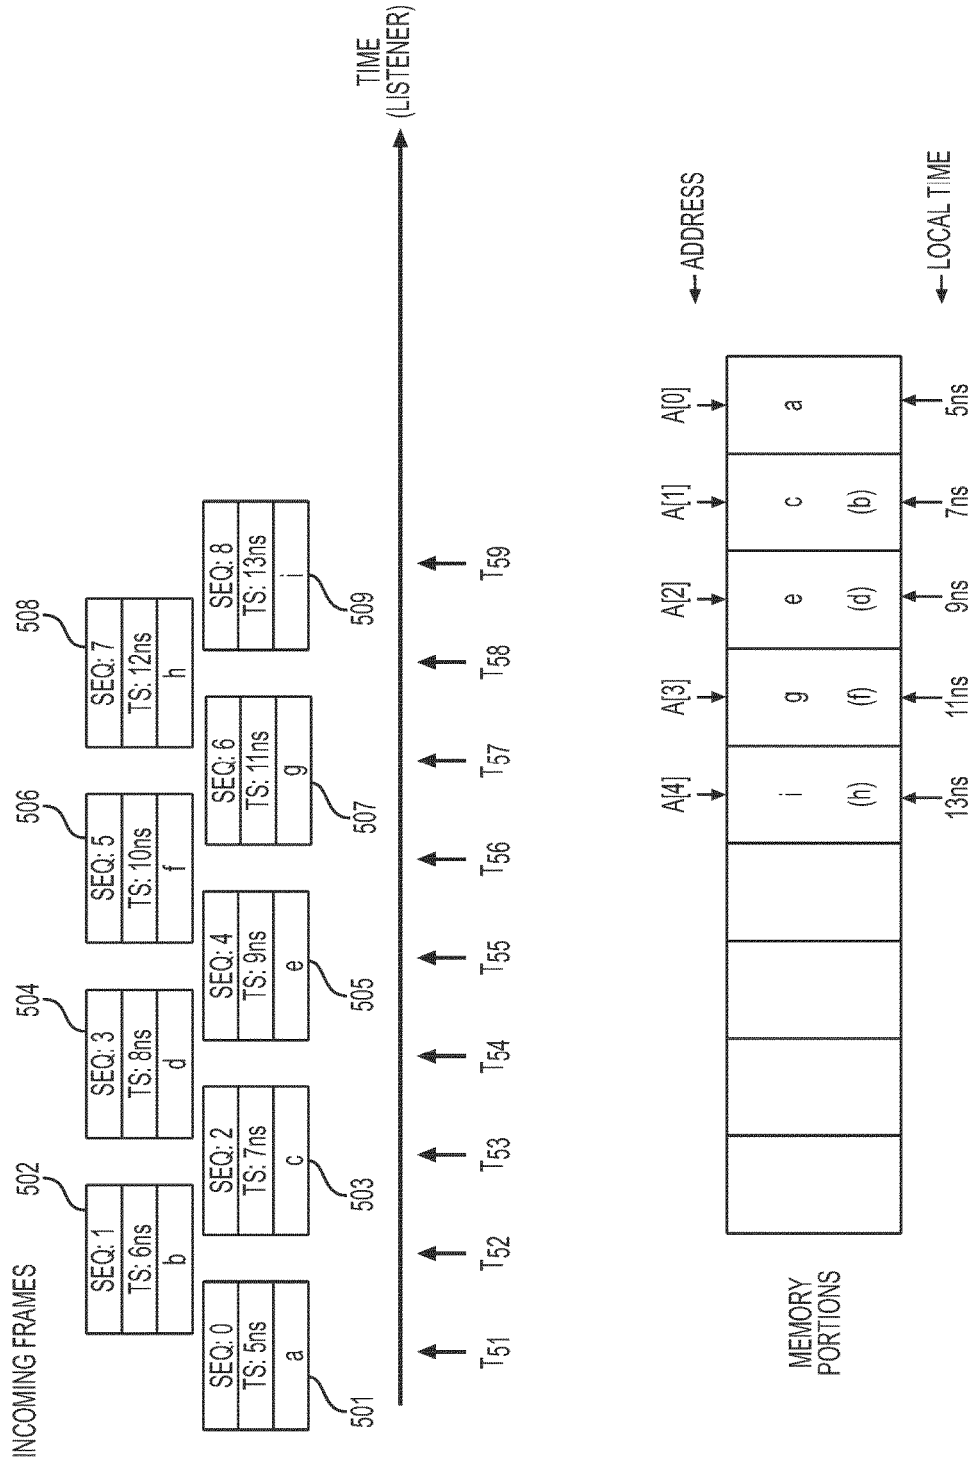 INCOMING FRAMES
502
504
506
508
SEQ: 1
TS: 6ns
b
SEQ: 3
TS: 8ns
d
SEQ: 5
TS: 10ns
f
SEQ: 7
TS: 12ns
h
SEQ: 0
TS: 5ns
a
SEQ: 2
TS: 7ns
c
SEQ: 4
TS: 9ns
e
SEQ: 6
TS: 11ns
g
SEQ: 8
TS: 13ns
i
501
503
505
507
509
TIME
(LISTENER)
T51
T52
T53
T54
T55
T56
T57
T58
T59
A[4]
A[3]
A[2]
A[1]
A[0]
ADDRESS
MEMORY
PORTIONS
i
(h)
g
(f)
e
(d)
c
(b)
a
13ns
11ns
9ns
7ns
5ns
LOCAL TIME